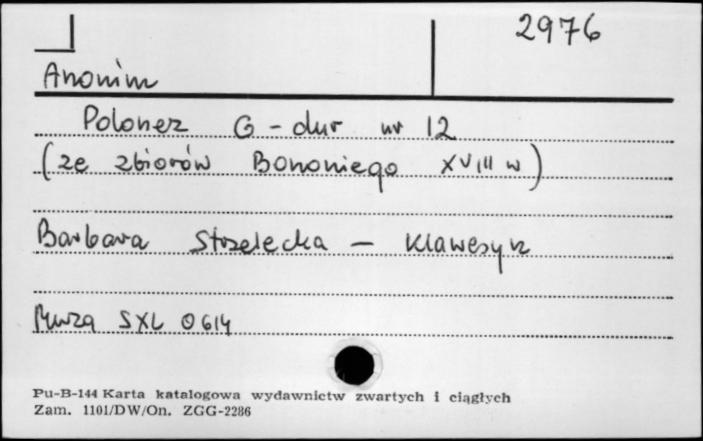 2976
Anonim
Polonez G-dur nr 12
(ze zbiorów Bononiego XVIII w)
Barbara Strzelecka - Klawesyn
Muza SXL 0614
Pu-B-144 Karta katalogowa wydawnictw zwartych i ciągłych
Zam. 1101/DW/On. ZGG-2286